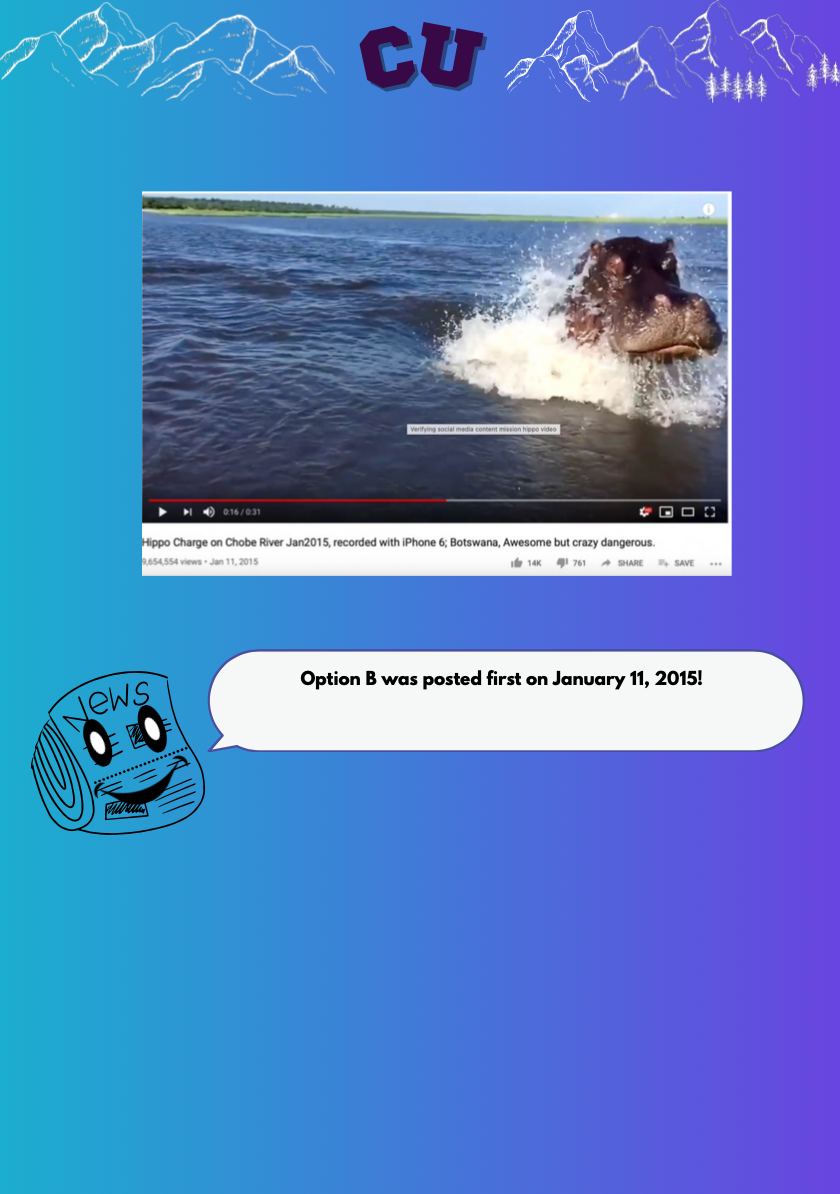 CU
Verifying social media content mission hippo video
0:16 / 0:31
Hippo Charge on Chobe River Jan2015, recorded with iPhone 6; Botswana, Awesome but crazy dangerous.
9,654,554 views • Jan 11, 2015
14K 761 SHARE SAVE
Option B was posted first on January 11, 2015!
News